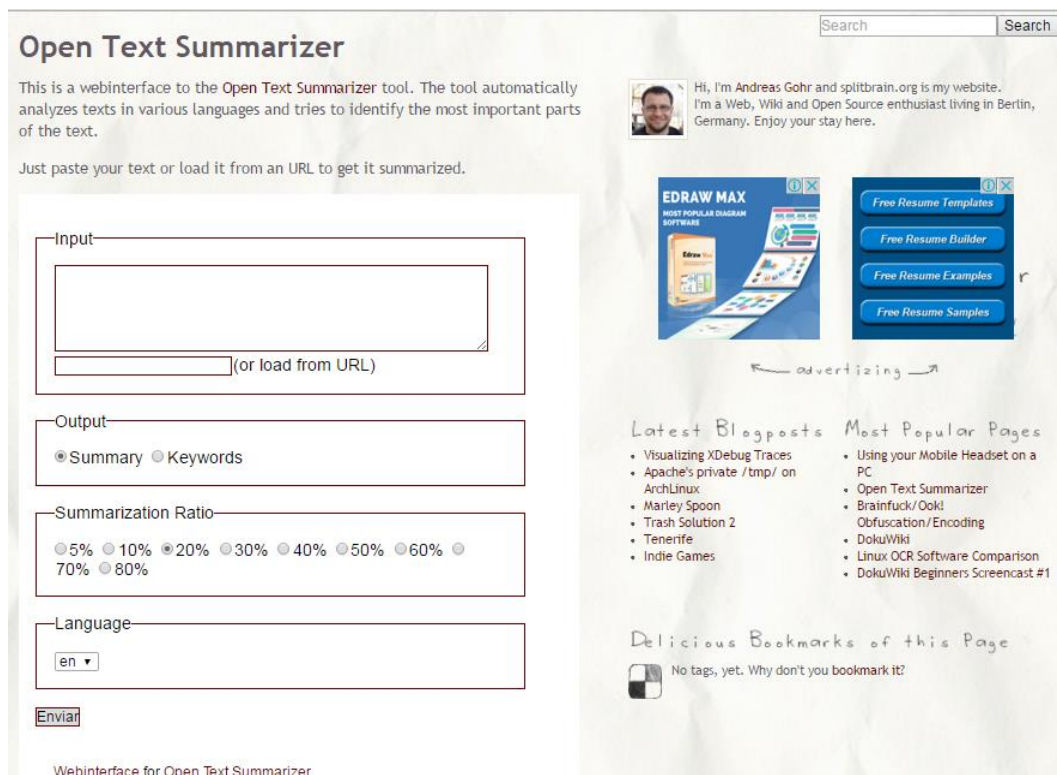 Search
Search
Open Text Summarizer
This is a webinterface to the Open Text Summarizer tool. The tool automatically
analyzes texts in various languages and tries to identify the most important parts
of the text.
Just paste your text or load it from an URL to get it summarized.
Input
(or load from URL)
Output
Summary Keywords
Summarization Ratio
5% 10% 20% 30% 40% 50% 60%
70% 80%
Language
en
Enviar
Webinterface for Open Text Summarizer
Hi, I'm Andreas Gohr and splitbrain.org is my website.
I'm a Web, Wiki and Open Source enthusiast living in Berlin,
Germany. Enjoy your stay here.
EDRAW MAX
MOST POPULAR DIAGRAM
SOFTWARE
Edraw Max
Free Resume Templates
Free Resume Builder
Free Resume Examples
Free Resume Samples
r
advertizing
Latest Blogposts
Visualizing XDebug Traces
Apache's private /tmp/ on
ArchLinux
Marley Spoon
Trash Solution 2
Tenerife
Indie Games
Most Popular Pages
Using your Mobile Headset on a
PC
Open Text Summarizer
Brainfuck/Ook!
Obfuscation/Encoding
DokuWiki
Linux OCR Software Comparison
DokuWiki Beginners Screencast #1
Delicious Bookmarks of this Page
No tags, yet. Why don't you bookmark it?